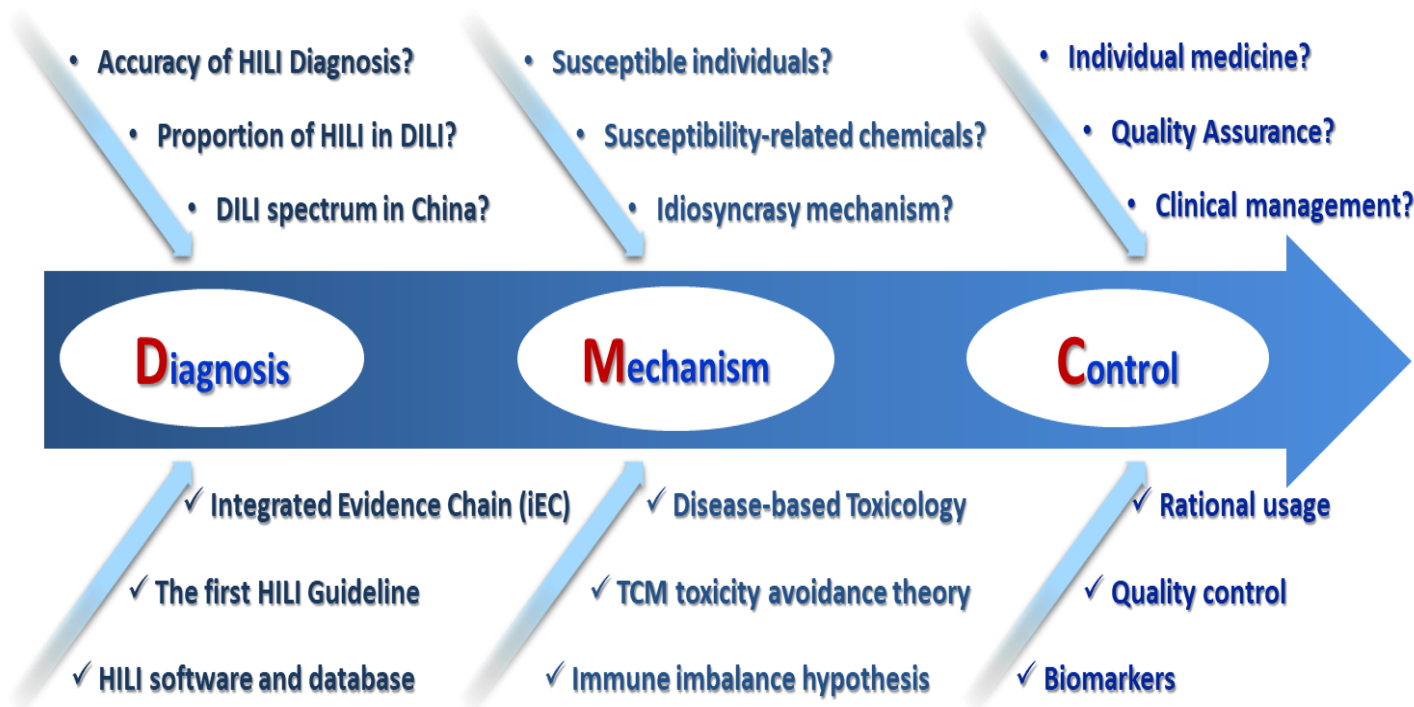 • Accuracy of HILI Diagnosis?
• Proportion of HILI in DILI?
• DILI spectrum in China?
• Susceptible individuals?
• Susceptibility-related chemicals?
• Idiosyncrasy mechanism?
• Individual medicine?
• Quality Assurance?
• Clinical management?
Diagnosis
Mechanism
Control
✓ Integrated Evidence Chain (iEC)
✓ The first HILI Guideline
✓ HILI software and database
✓ Disease-based Toxicology
✓ TCM toxicity avoidance theory
✓ Immune imbalance hypothesis
✓ Rational usage
✓ Quality control
✓ Biomarkers